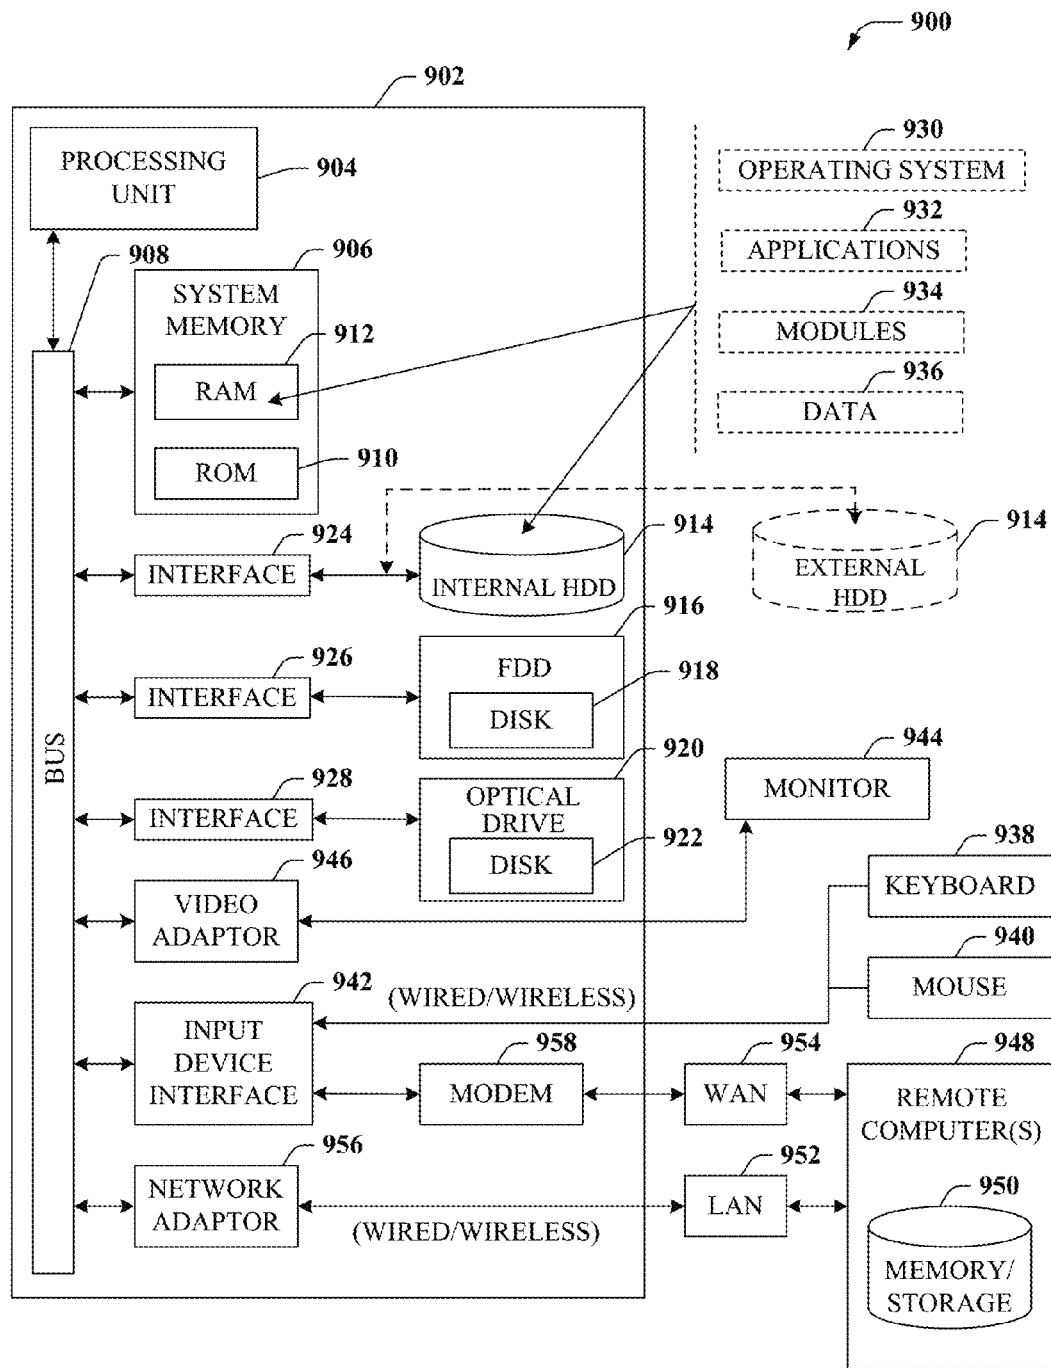 900
902
PROCESSING
UNIT
904
930
OPERATING SYSTEM
932
APPLICATIONS
934
MODULES
936
DATA
908
906
SYSTEM
MEMORY
912
RAM
910
ROM
BUS
924
INTERFACE
914
INTERNAL HDD
914
EXTERNAL
HDD
926
INTERFACE
916
FDD
918
DISK
928
INTERFACE
920
OPTICAL
DRIVE
922
DISK
944
MONITOR
946
VIDEO
ADAPTOR
938
KEYBOARD
940
MOUSE
942
INPUT
DEVICE
INTERFACE
(WIRED/WIRELESS)
958
MODEM
954
WAN
948
REMOTE
COMPUTER(S)
956
NETWORK
ADAPTOR
(WIRED/WIRELESS)
952
LAN
950
MEMORY/
STORAGE